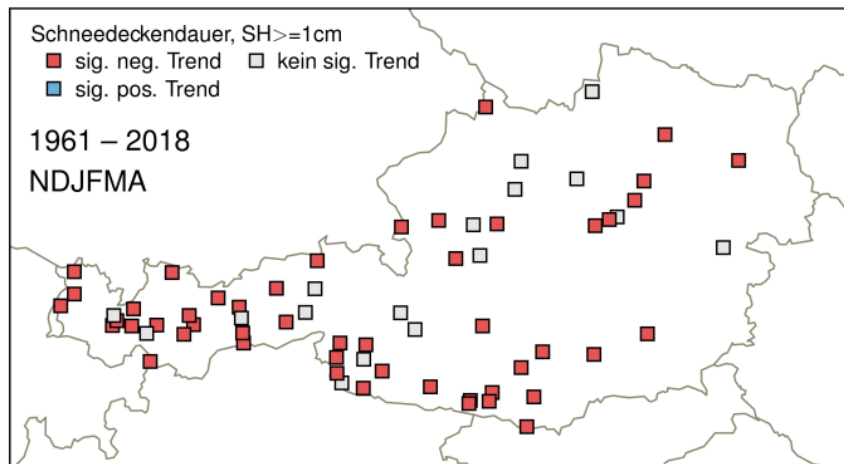 Schneedeckendauer, SH>=1cm
sig. neg. Trend kein sig. Trend
sig. pos. Trend
1961 – 2018
NDJFMA